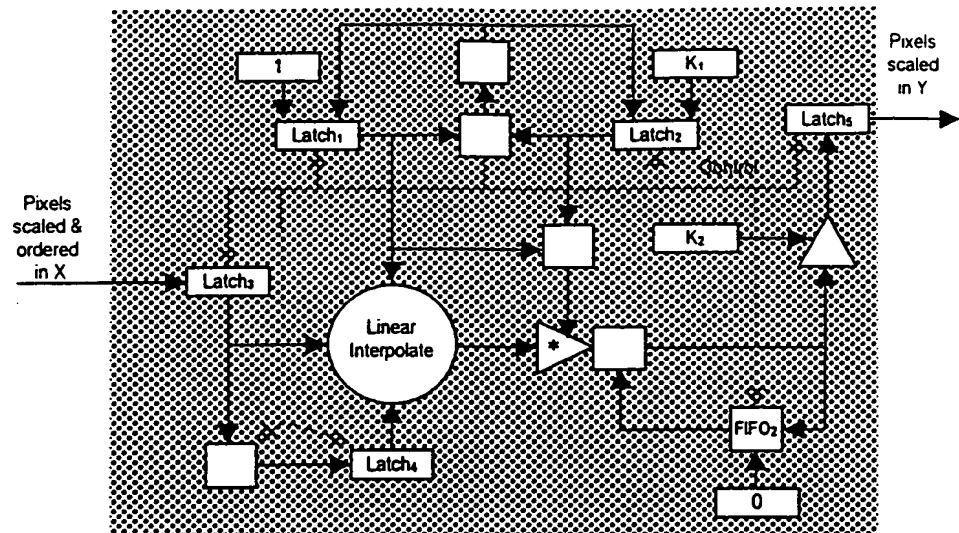 Pixels
scaled
in Y
1
K₁
Latch₁
Latch₂
Latch₅
Control
Pixels
scaled &
ordered
in X
K₂
Latch₃
Linear
Interpolate
*
FIFO₂
Latch₄
0